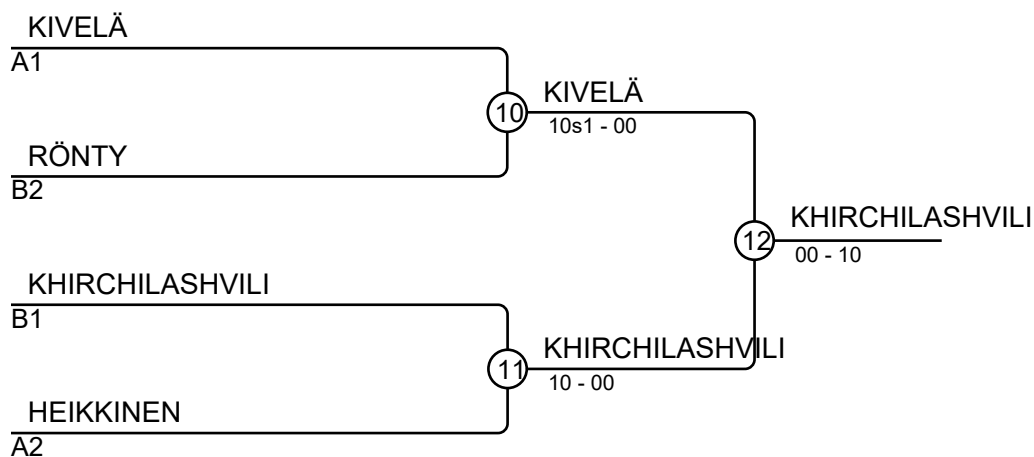 KIVELÄ
A1
10
KIVELÄ
10s1 - 00
RÖNTY
B2
12
KHIRCHILASHVILI
00 - 10
KHIRCHILASHVILI
B1
11
KHIRCHILASHVILI
10 - 00
HEIKKINEN
A2